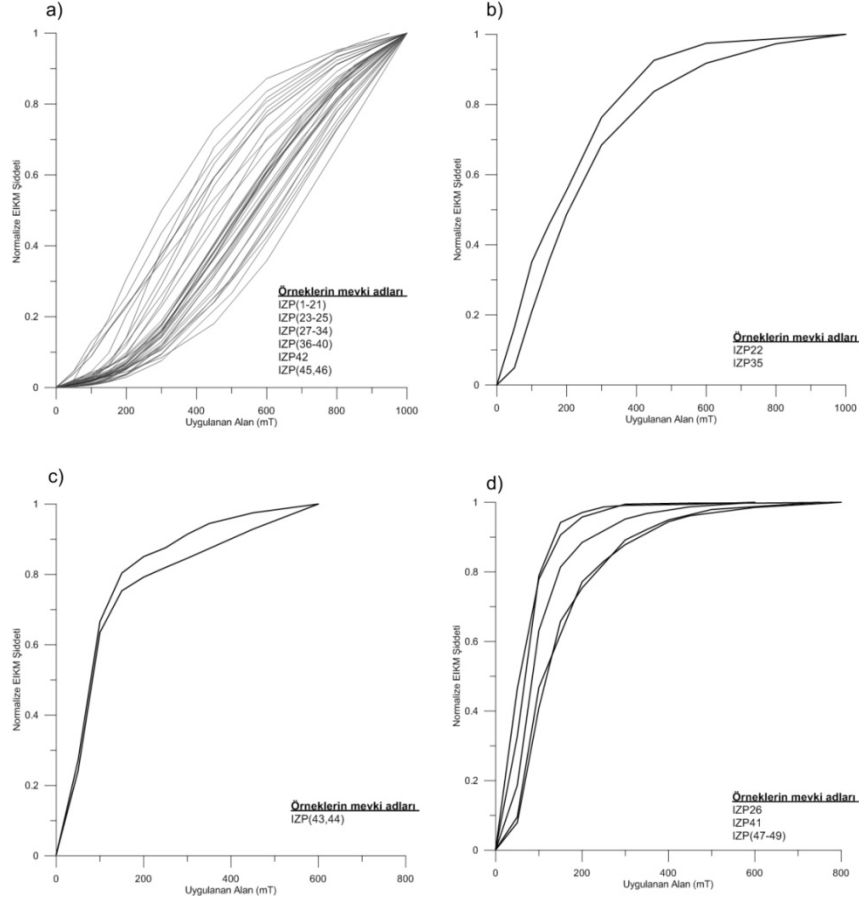 a)
1
0.8
0.6
0.4
0.2
0
Normalize EIKM Şiddeti
Örneklerin mevki adları
IZP(1-21)
IZP(23-25)
IZP(27-34)
IZP(36-40)
IZP42
IZP(45,46)
0 200 400 600 800 1000
Uygulanan Alan (mT)
b)
1
0.8
0.6
0.4
0.2
0
Normalize EIKM Şiddeti
Örneklerin mevki adları
IZP22
IZP35
0 200 400 600 800 1000
Uygulanan Alan (mT)
c)
1
0.8
0.6
0.4
0.2
0
Normalize EIKM Şiddeti
Örneklerin mevki adları
IZP(43,44)
0 200 400 600 800
Uygulanan Alan (mT)
d)
1
0.8
0.6
0.4
0.2
0
Normalize EIKM Şiddeti
Örneklerin mevki adları
IZP26
IZP41
IZP(47-49)
0 200 400 600 800
Uygulanan Alan (mT)